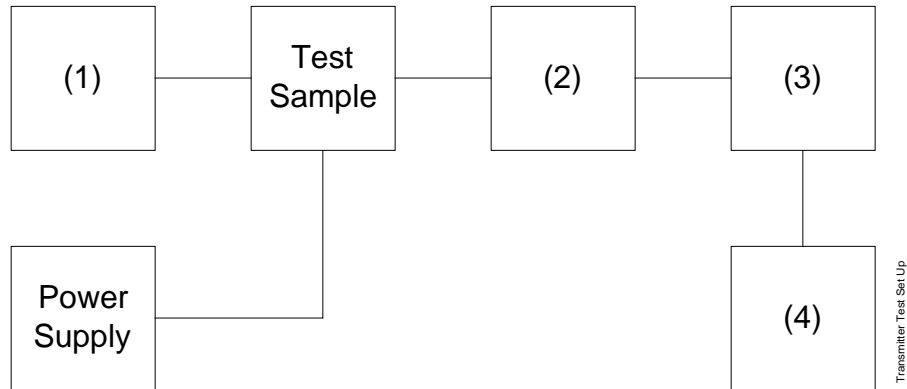 (1)
Test
Sample
(2)
(3)
Power
Supply
(4)
Transmitter Test Set Up